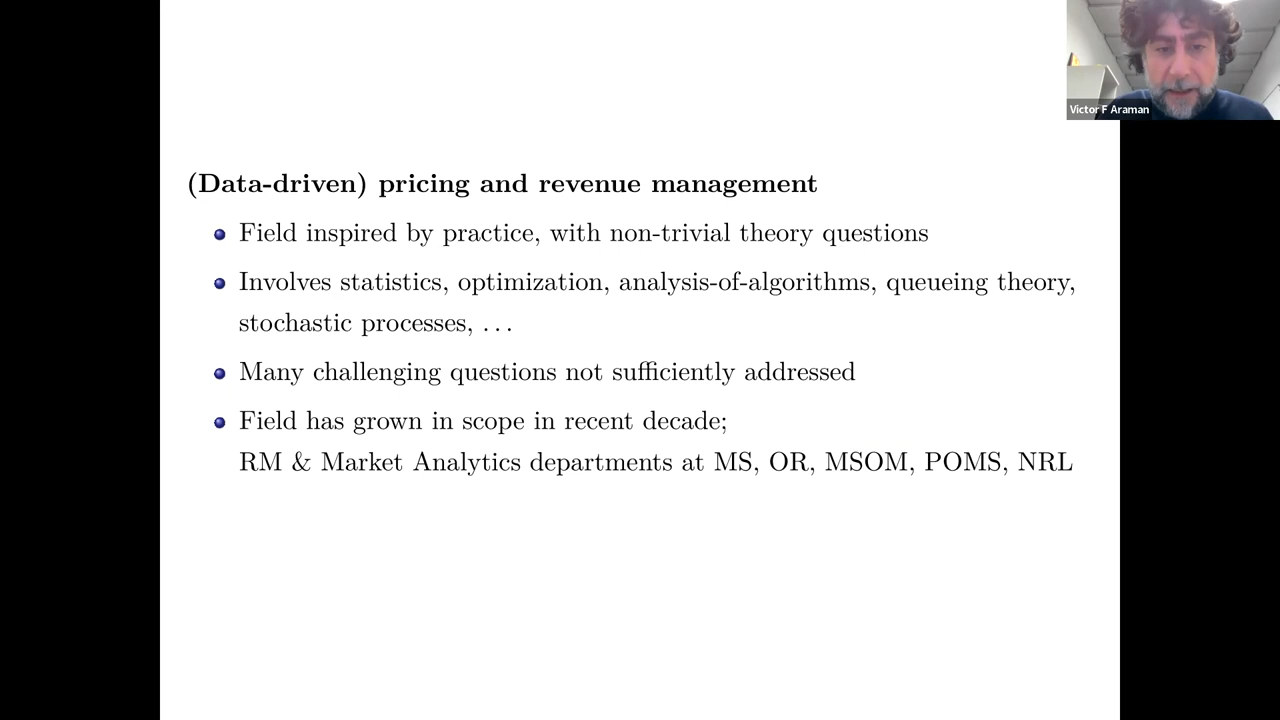 Victor F Araman
(Data-driven) pricing and revenue management
Field inspired by practice, with non-trivial theory questions
Involves statistics, optimization, analysis-of-algorithms, queueing theory,
stochastic processes, ...
Many challenging questions not sufficiently addressed
Field has grown in scope in recent decade;
RM & Market Analytics departments at MS, OR, MSOM, POMS, NRL